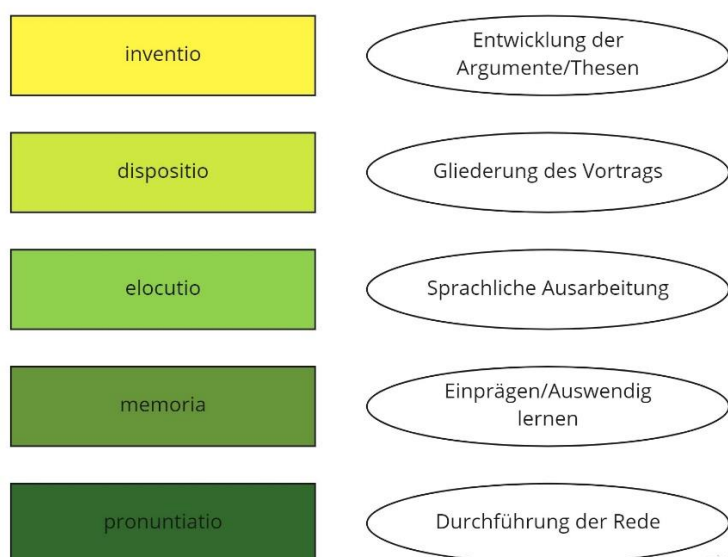 inventio
Entwicklung der
Argumente/Thesen
dispositio
Gliederung des Vortrags
elocutio
Sprachliche Ausarbeitung
memoria
Einprägen/Auswendig
lernen
pronuntiatio
Durchführung der Rede